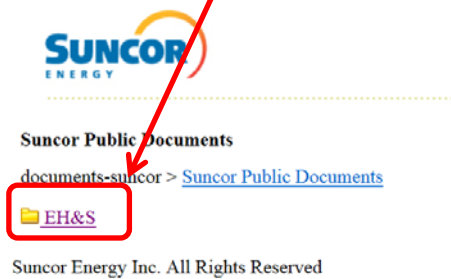 SUNCOR
ENERGY
Suncor Public Documents
documents-suncor > Suncor Public Documents
EH&S
Suncor Energy Inc. All Rights Reserved